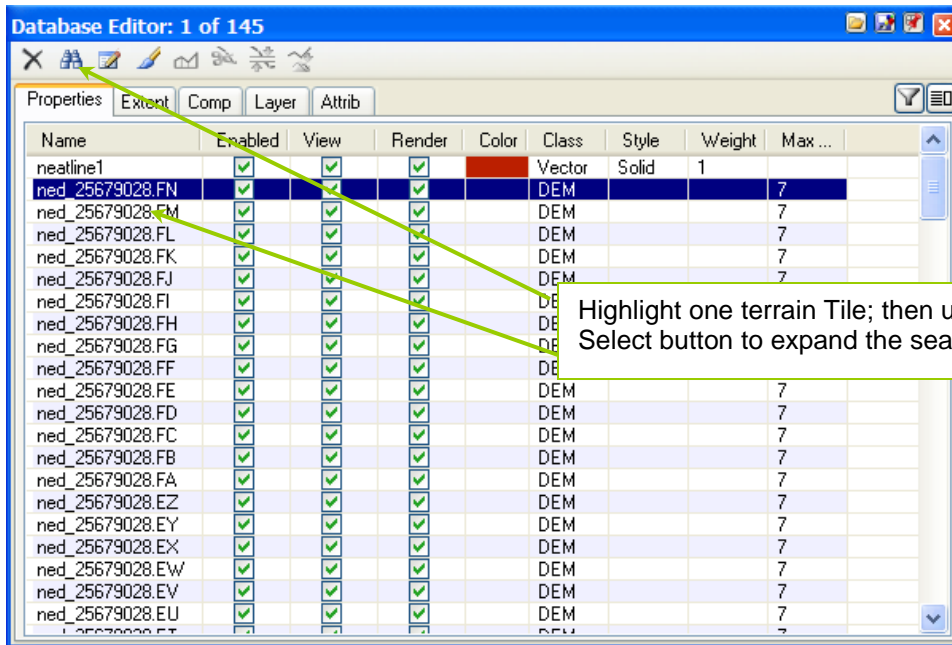 Database Editor: 1 of 145
Properties Extent Comp Layer Attrib
Name Enabled View Render Color Class Style Weight Max ...
neatline1 Vector Solid 1
ned_25679028.FN DEM 7
ned_25679028.FM DEM 7
ned_25679028.FL DEM 7
ned_25679028.FK DEM 7
ned_25679028.FJ DEM 7
ned_25679028.FI
ned_25679028.FH
ned_25679028.FG
ned_25679028.FF
Highlight one terrain Tile; then u
Select button to expand the sea
ned_25679028.FE DEM 7
ned_25679028.FD DEM 7
ned_25679028.FC DEM 7
ned_25679028.FB DEM 7
ned_25679028.FA DEM 7
ned_25679028.EZ DEM 7
ned_25679028.EY DEM 7
ned_25679028.EX DEM 7
ned_25679028.EW DEM 7
ned_25679028.EV DEM 7
ned_25679028.EU DEM 7